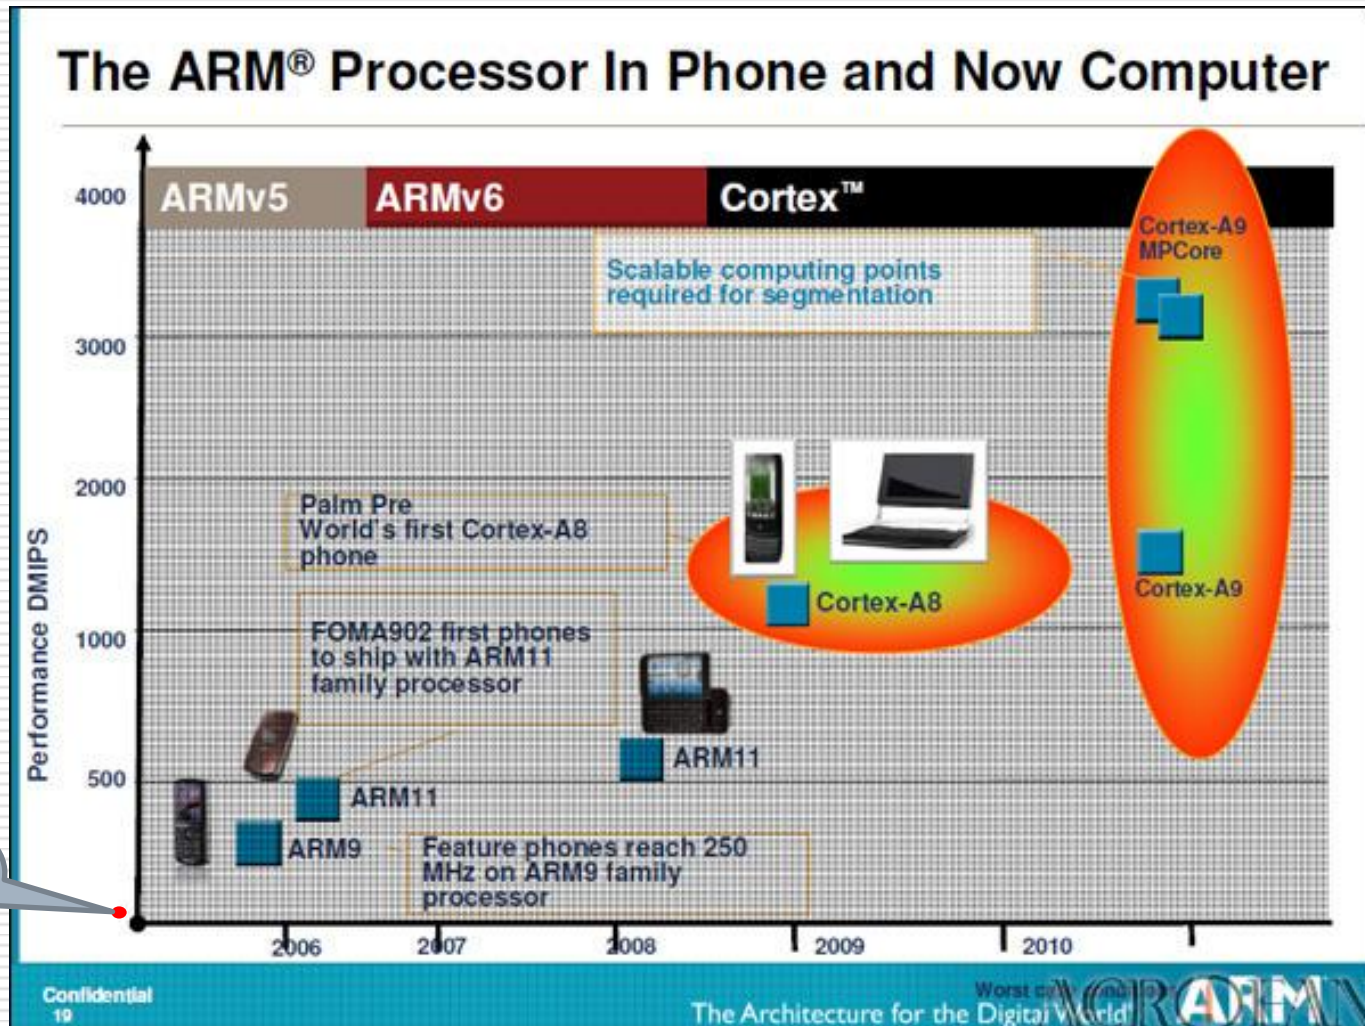 The ARM® Processor In Phone and Now Computer
4000
ARMv5
ARMv6
Cortex™
Cortex-A9
MPCore
Scalable computing points
required for segmentation
3000
2000
Palm Pre
World's first Cortex-A8
phone
Cortex-A9
Cortex-A8
1000
FOMA902 first phones
to ship with ARM11
family processor
Performance DMIPS
ARM11
500
ARM11
ARM9
Feature phones reach 250
MHz on ARM9 family
processor
2006
2007
2008
2009
2010
Confidential
19
Worst
The Architecture for the Digital World
ARM